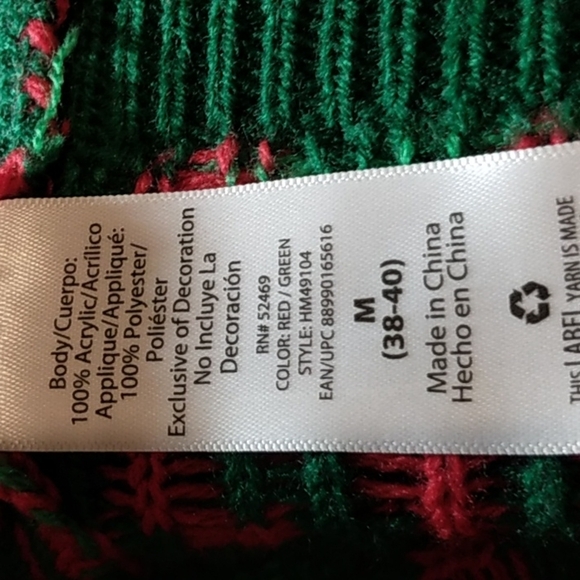 Body/Cuerpo:
100% Acrylic/Acrílico
Applique/Appliqué:
100% Polyester/
Poliéster
Exclusive of Decoration
No Incluye La
Decoración
RN# 52469
COLOR: RED / GREEN
STYLE: HM49104
EAN/UPC 88990165616
M
(38-40)
Made in China
Hecho en China
THIS LABEL YARN IS MADE